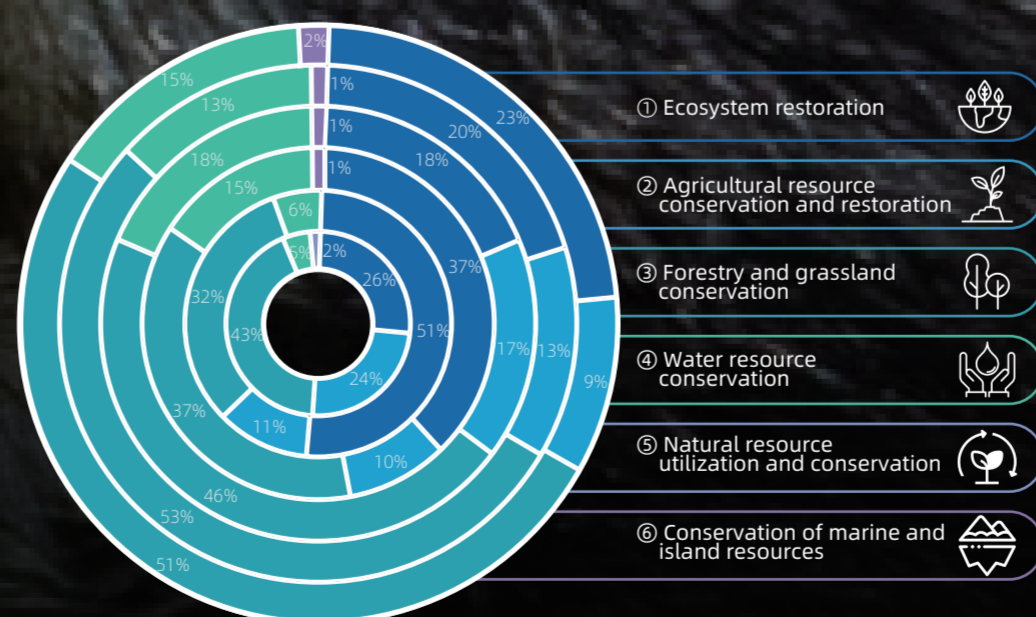 2%
15%
1%
13%
23%
20%
1%
18%
18%
1%
15%
6%
5%
2%
37%
26%
32%
51%
43%
17%
13%
24%
9%
37%
11%
10%
46%
53%
51%
① Ecosystem restoration
② Agricultural resource
conservation and restoration
③ Forestry and grassland
conservation
④ Water resource
conservation
⑤ Natural resource
utilization and conservation
⑥ Conservation of marine and
island resources